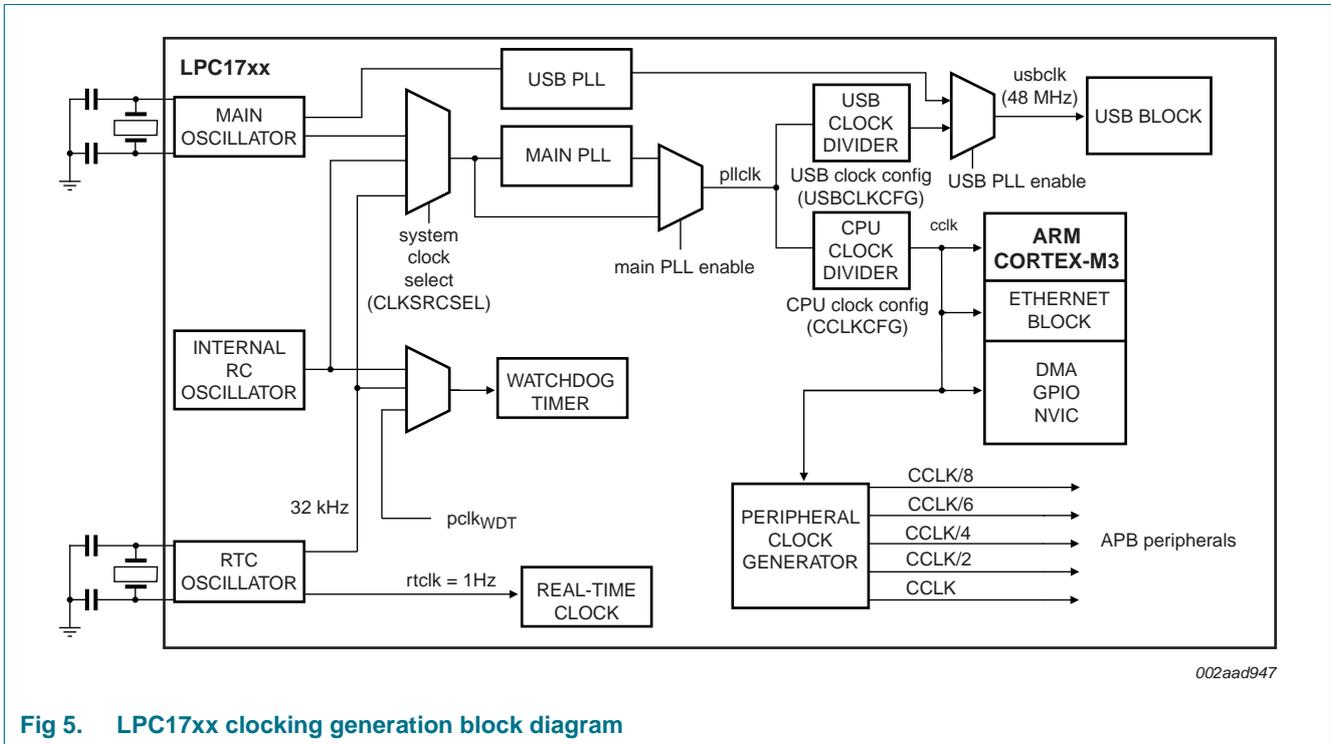 LPC17xx
MAIN
OSCILLATOR
USB PLL
MAIN PLL
system
clock
select
(CLKSRCSEL)
main PLL enable
pllclk
USB
CLOCK
DIVIDER
USB clock config
(USBCLKCFG)
usbclk
(48 MHz)
USB BLOCK
USB PLL enable
CPU
CLOCK
DIVIDER
CPU clock config
(CCLKCFG)
cclk
ARM
CORTEX-M3
ETHERNET
BLOCK
DMA
GPIO
NVIC
INTERNAL
RC
OSCILLATOR
WATCHDOG
TIMER
32 kHz
pclkWDT
RTC
OSCILLATOR
rtclk = 1Hz
REAL-TIME
CLOCK
PERIPHERAL
CLOCK
GENERATOR
CCLK/8
CCLK/6
CCLK/4
CCLK/2
CCLK
APB peripherals
002aad947
Fig 5. LPC17xx clocking generation block diagram